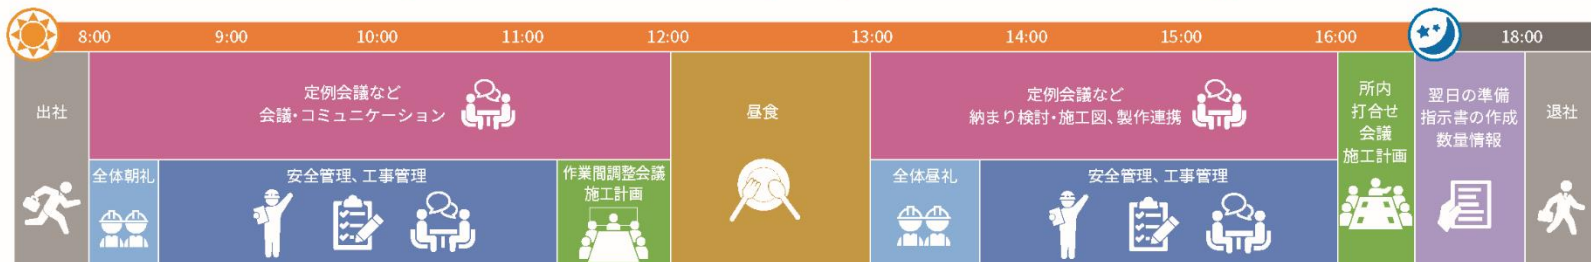 8:00
9:00
10:00
11:00
12:00
13:00
14:00
15:00
16:00
18:00
出社
定例会議など
会議・コミュニケーション
全体朝礼
安全管理、工事管理
作業間調整会議
施工計画
昼食
定例会議など
納まり検討・施工図、製作連携
全体昼礼
安全管理、工事管理
所内
打合せ
会議
施工計画
翌日の準備
指示書の作成
数量情報
退社